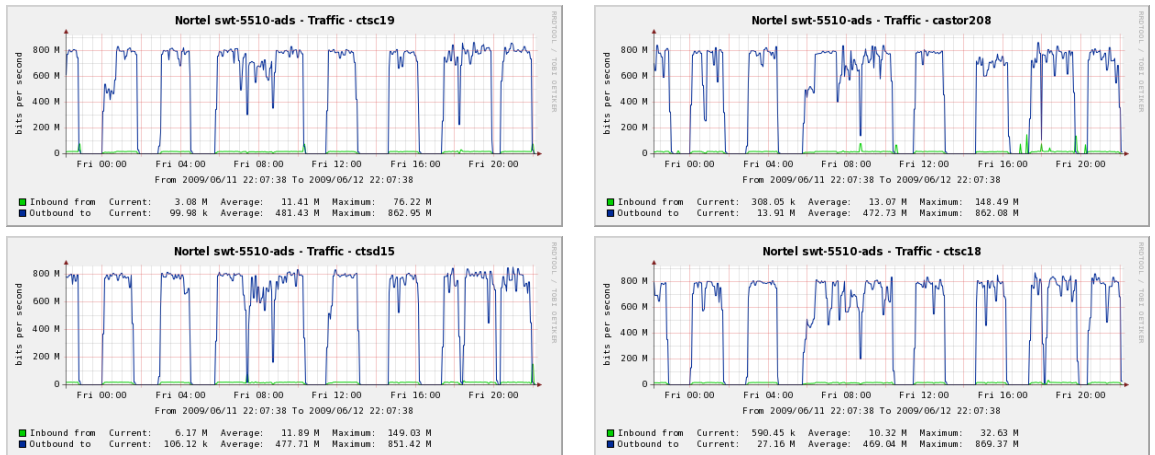 Nortel swt-5510-ads - Traffic - ctsc19
RRDTOOL / TOBI OETIKER
bits per second
800 M
600 M
400 M
200 M
0
Fri 00:00 Fri 04:00 Fri 08:00 Fri 12:00 Fri 16:00 Fri 20:00
From 2009/06/11 22:07:38 To 2009/06/12 22:07:38
Inbound from Current: 3.08 M Average: 11.41 M Maximum: 76.22 M
Outbound to Current: 99.98 k Average: 481.43 M Maximum: 862.95 M
Nortel swt-5510-ads - Traffic - castor208
RRDTOOL / TOBI OETIKER
bits per second
800 M
600 M
400 M
200 M
0
Fri 00:00 Fri 04:00 Fri 08:00 Fri 12:00 Fri 16:00 Fri 20:00
From 2009/06/11 22:07:38 To 2009/06/12 22:07:38
Inbound from Current: 308.05 k Average: 13.07 M Maximum: 148.49 M
Outbound to Current: 13.91 M Average: 472.73 M Maximum: 862.08 M
Nortel swt-5510-ads - Traffic - ctsd15
RRDTOOL / TOBI OETIKER
bits per second
800 M
600 M
400 M
200 M
0
Fri 00:00 Fri 04:00 Fri 08:00 Fri 12:00 Fri 16:00 Fri 20:00
From 2009/06/11 22:07:38 To 2009/06/12 22:07:38
Inbound from Current: 6.17 M Average: 11.89 M Maximum: 149.03 M
Outbound to Current: 106.12 k Average: 477.71 M Maximum: 851.42 M
Nortel swt-5510-ads - Traffic - ctsc18
RRDTOOL / TOBI OETIKER
bits per second
800 M
600 M
400 M
200 M
0
Fri 00:00 Fri 04:00 Fri 08:00 Fri 12:00 Fri 16:00 Fri 20:00
From 2009/06/11 22:07:38 To 2009/06/12 22:07:38
Inbound from Current: 590.45 k Average: 10.32 M Maximum: 32.63 M
Outbound to Current: 27.16 M Average: 469.04 M Maximum: 869.37 M